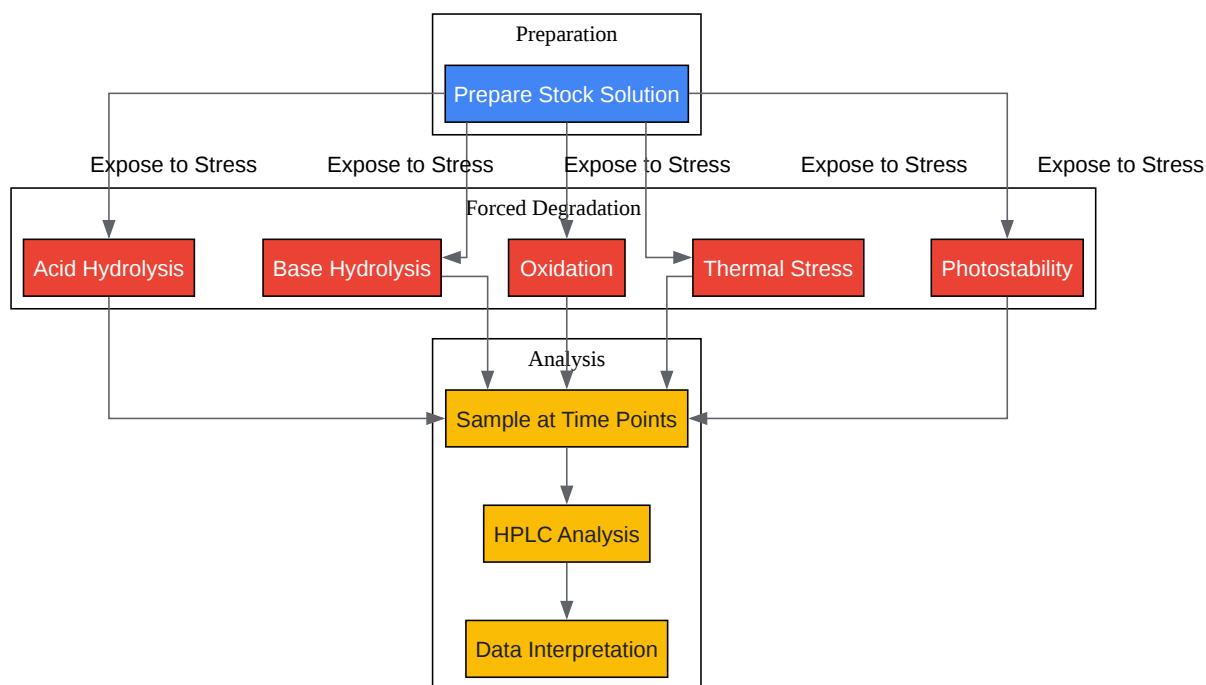 Preparation
Prepare Stock Solution
Expose to Stress
Expose to Stress
Expose to Stress
Expose to Stress
Expose to Stress
Forced Degradation
Acid Hydrolysis
Base Hydrolysis
Oxidation
Thermal Stress
Photostability
Analysis
Sample at Time Points
HPLC Analysis
Data Interpretation